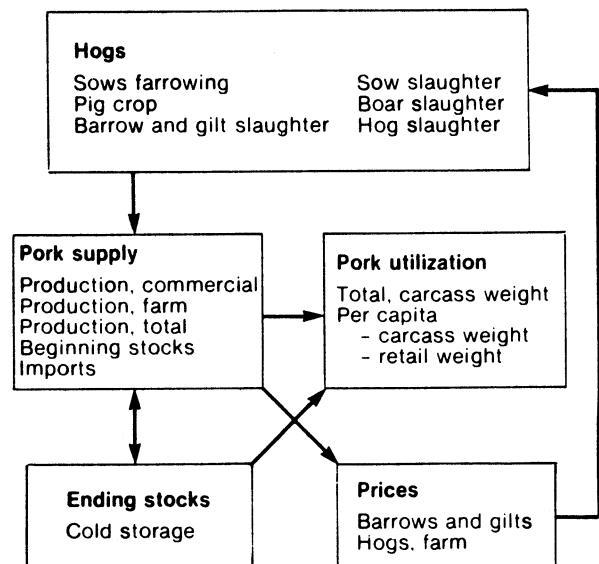 Hogs
Sows farrowing
Pig crop
Barrow and gilt slaughter
Sow slaughter
Boar slaughter
Hog slaughter
Pork supply
Production, commercial
Production, farm
Production, total
Beginning stocks
Imports
Pork utilization
Total, carcass weight
Per capita
– carcass weight
– retail weight
Ending stocks
Cold storage
Prices
Barrows and gilts
Hogs, farm